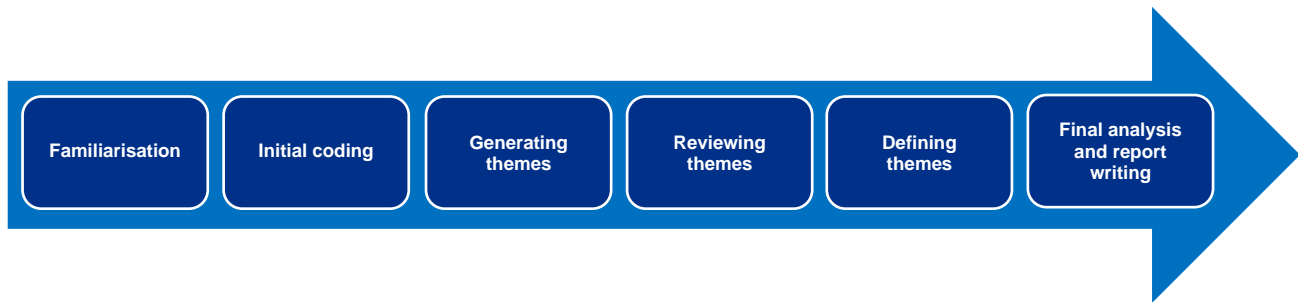 Familiarisation
Initial coding
Generating
themes
Reviewing
themes
Defining
themes
Final analysis
and report
writing